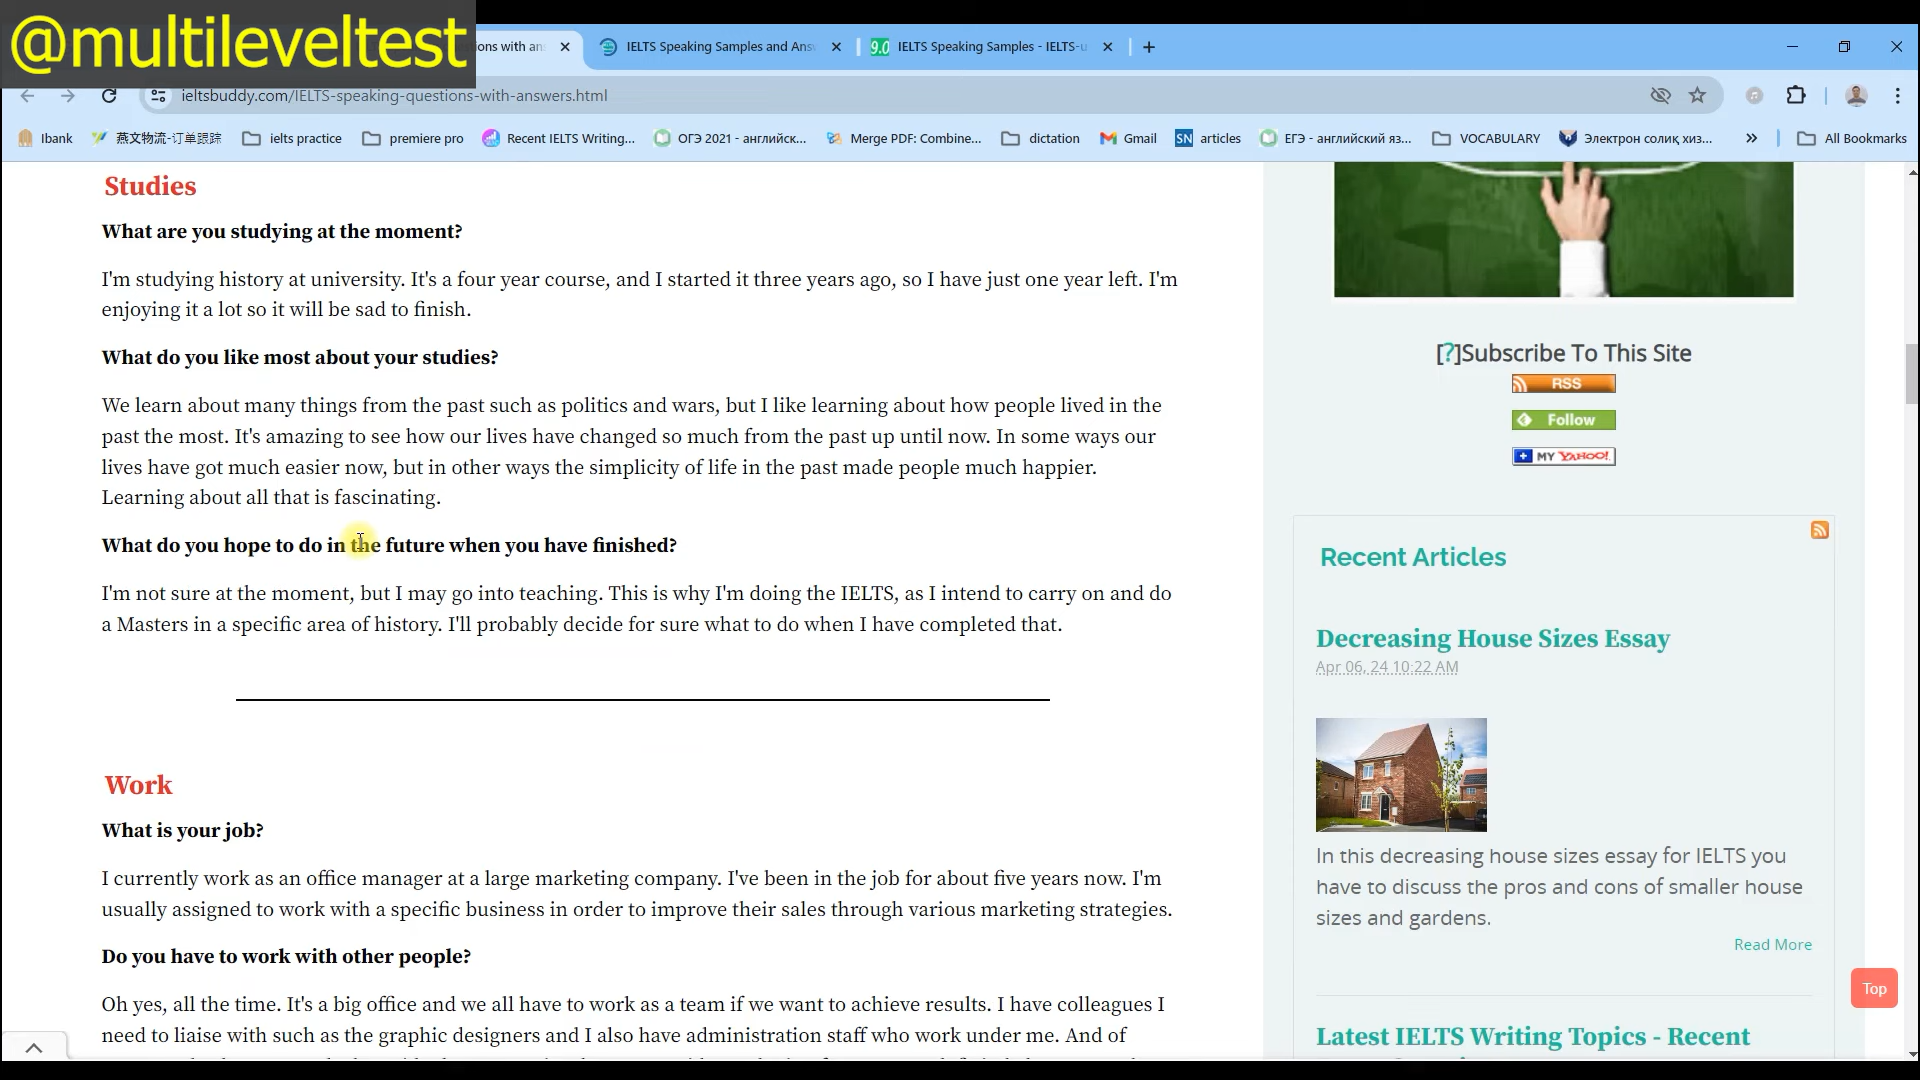 @multileveltest
ons with an
IELTS Speaking Samples and Ans
9.0 IELTS Speaking Samples - IELTS-u
ieltsbuddy.com/IELTS-speaking-questions-with-answers.html
Ibank
燕文物流-订单跟踪
ielts practice
premiere pro
Recent IELTS Writing...
ОГЭ 2021 - английск...
Merge PDF: Combine...
dictation
Gmail
SN articles
ЕГЭ - английский яз...
VOCABULARY
Электрон солиқ хиз...
All Bookmarks
Studies
What are you studying at the moment?
I'm studying history at university. It's a four year course, and I started it three years ago, so I have just one year left. I'm
enjoying it a lot so it will be sad to finish.
What do you like most about your studies?
We learn about many things from the past such as politics and wars, but I like learning about how people lived in the
past the most. It's amazing to see how our lives have changed so much from the past up until now. In some ways our
lives have got much easier now, but in other ways the simplicity of life in the past made people much happier.
Learning about all that is fascinating.
What do you hope to do in the future when you have finished?
I'm not sure at the moment, but I may go into teaching. This is why I'm doing the IELTS, as I intend to carry on and do
a Masters in a specific area of history. I'll probably decide for sure what to do when I have completed that.
Work
What is your job?
I currently work as an office manager at a large marketing company. I've been in the job for about five years now. I'm
usually assigned to work with a specific business in order to improve their sales through various marketing strategies.
Do you have to work with other people?
Oh yes, all the time. It's a big office and we all have to work as a team if we want to achieve results. I have colleagues I
need to liaise with such as the graphic designers and I also have administration staff who work under me. And of
[?]Subscribe To This Site
RSS
Follow
MY YAHOO!
Recent Articles
Decreasing House Sizes Essay
Apr 06, 24 10:22 AM
In this decreasing house sizes essay for IELTS you
have to discuss the pros and cons of smaller house
sizes and gardens.
Read More
Latest IELTS Writing Topics - Recent
Top